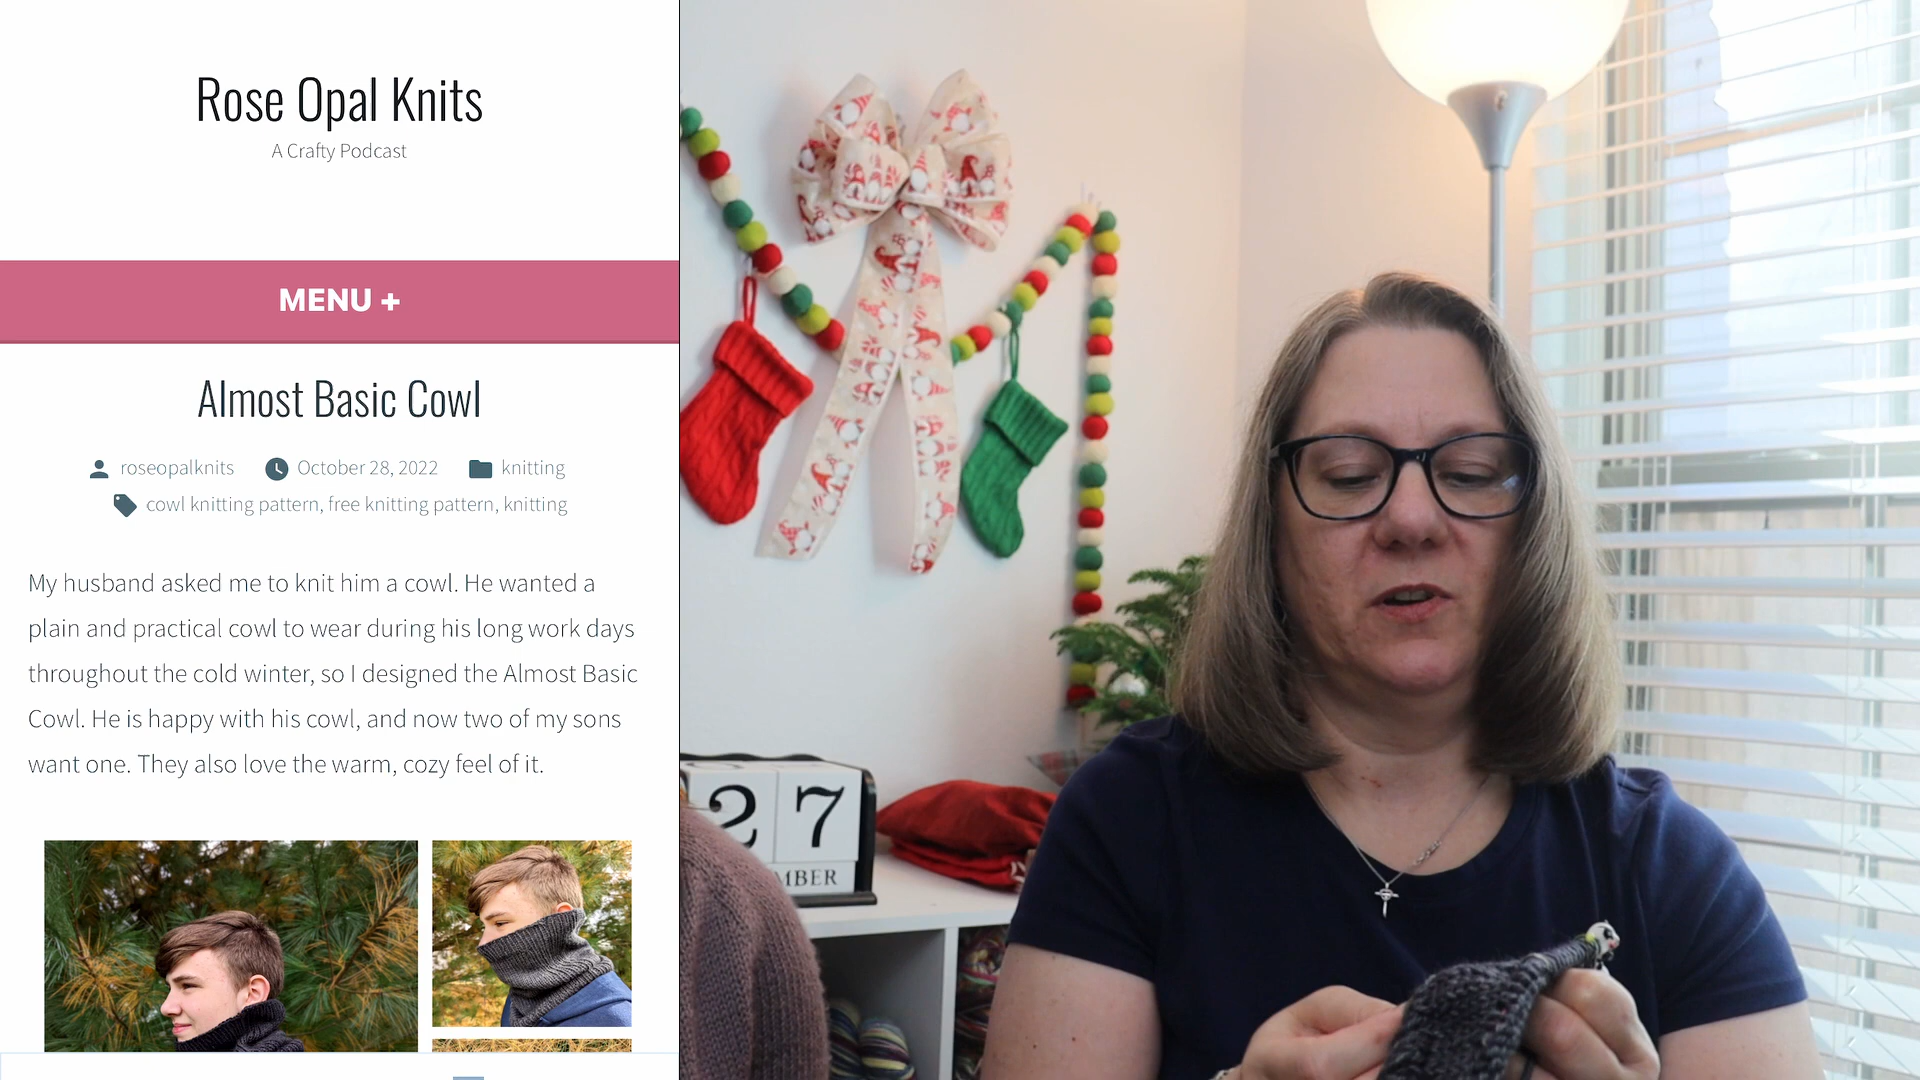 Rose Opal Knits
A Crafty Podcast
MENU +
Almost Basic Cowl
roseopalknits October 28, 2022 knitting
cowl knitting pattern, free knitting pattern, knitting
My husband asked me to knit him a cowl. He wanted a
plain and practical cowl to wear during his long work days
throughout the cold winter, so I designed the Almost Basic
Cowl. He is happy with his cowl, and now two of my sons
want one. They also love the warm, cozy feel of it.
27
MBER